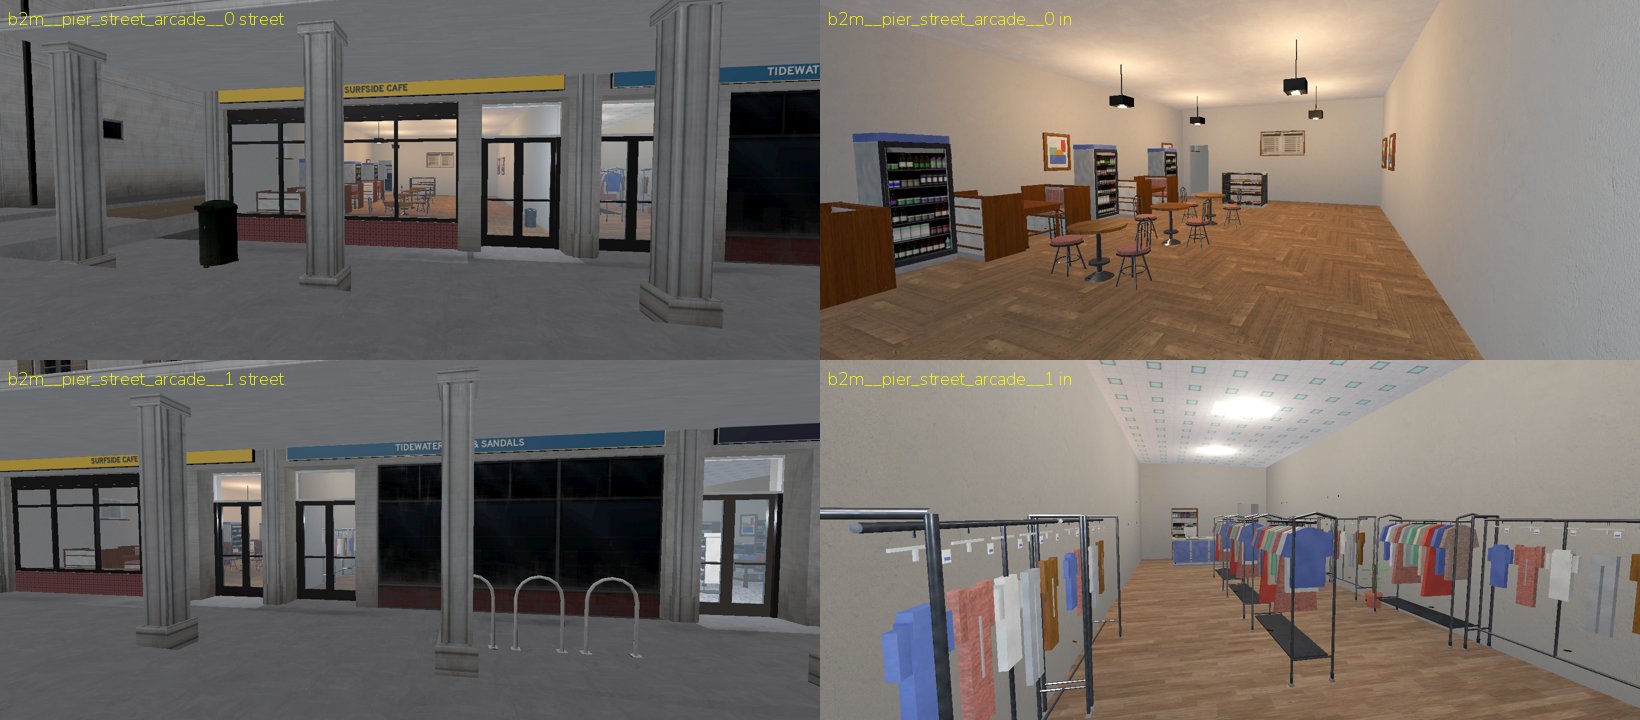 b2m__pier_street_arcade__0 street
SURFSIDE CAFE
TIDEWAT
b2m__pier_street_arcade__0 in
b2m__pier_street_arcade__1 street
SURFSIDE CAFE
TIDEWATER & SANDALS
b2m__pier_street_arcade__1 in